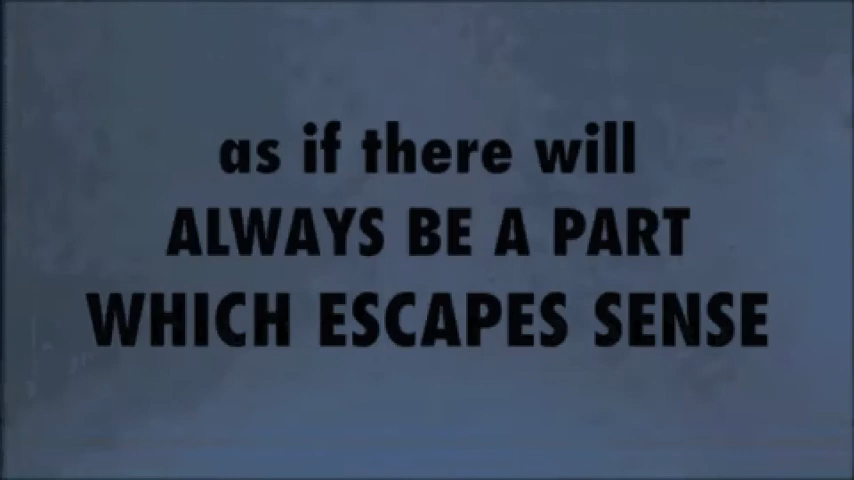 as if there will
ALWAYS BE A PART
WHICH ESCAPES SENSE